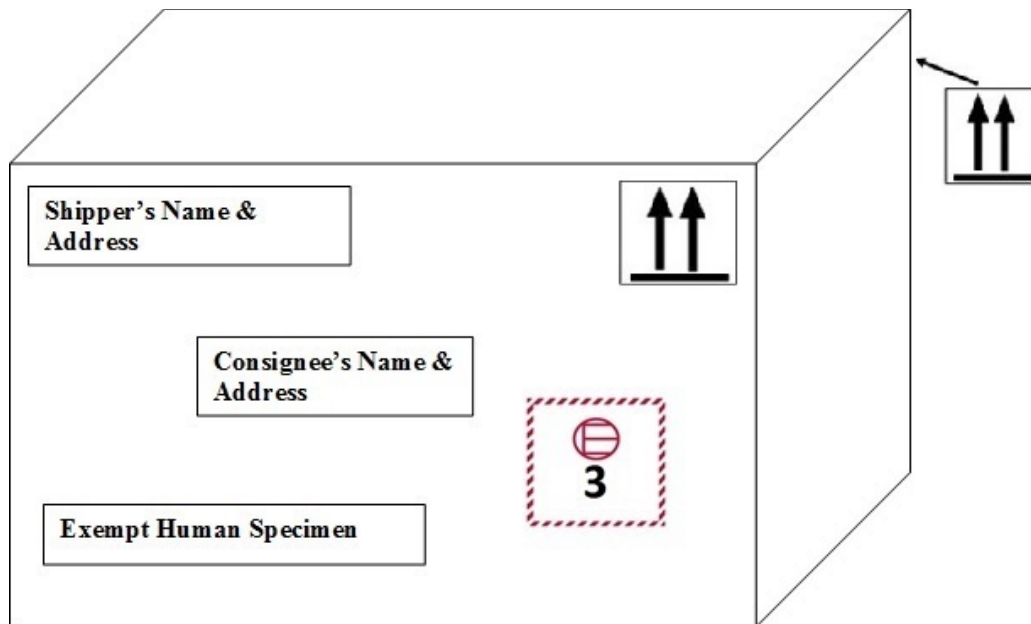 Shipper's Name &
Address
Consignee's Name &
Address
E
3
Exempt Human Specimen